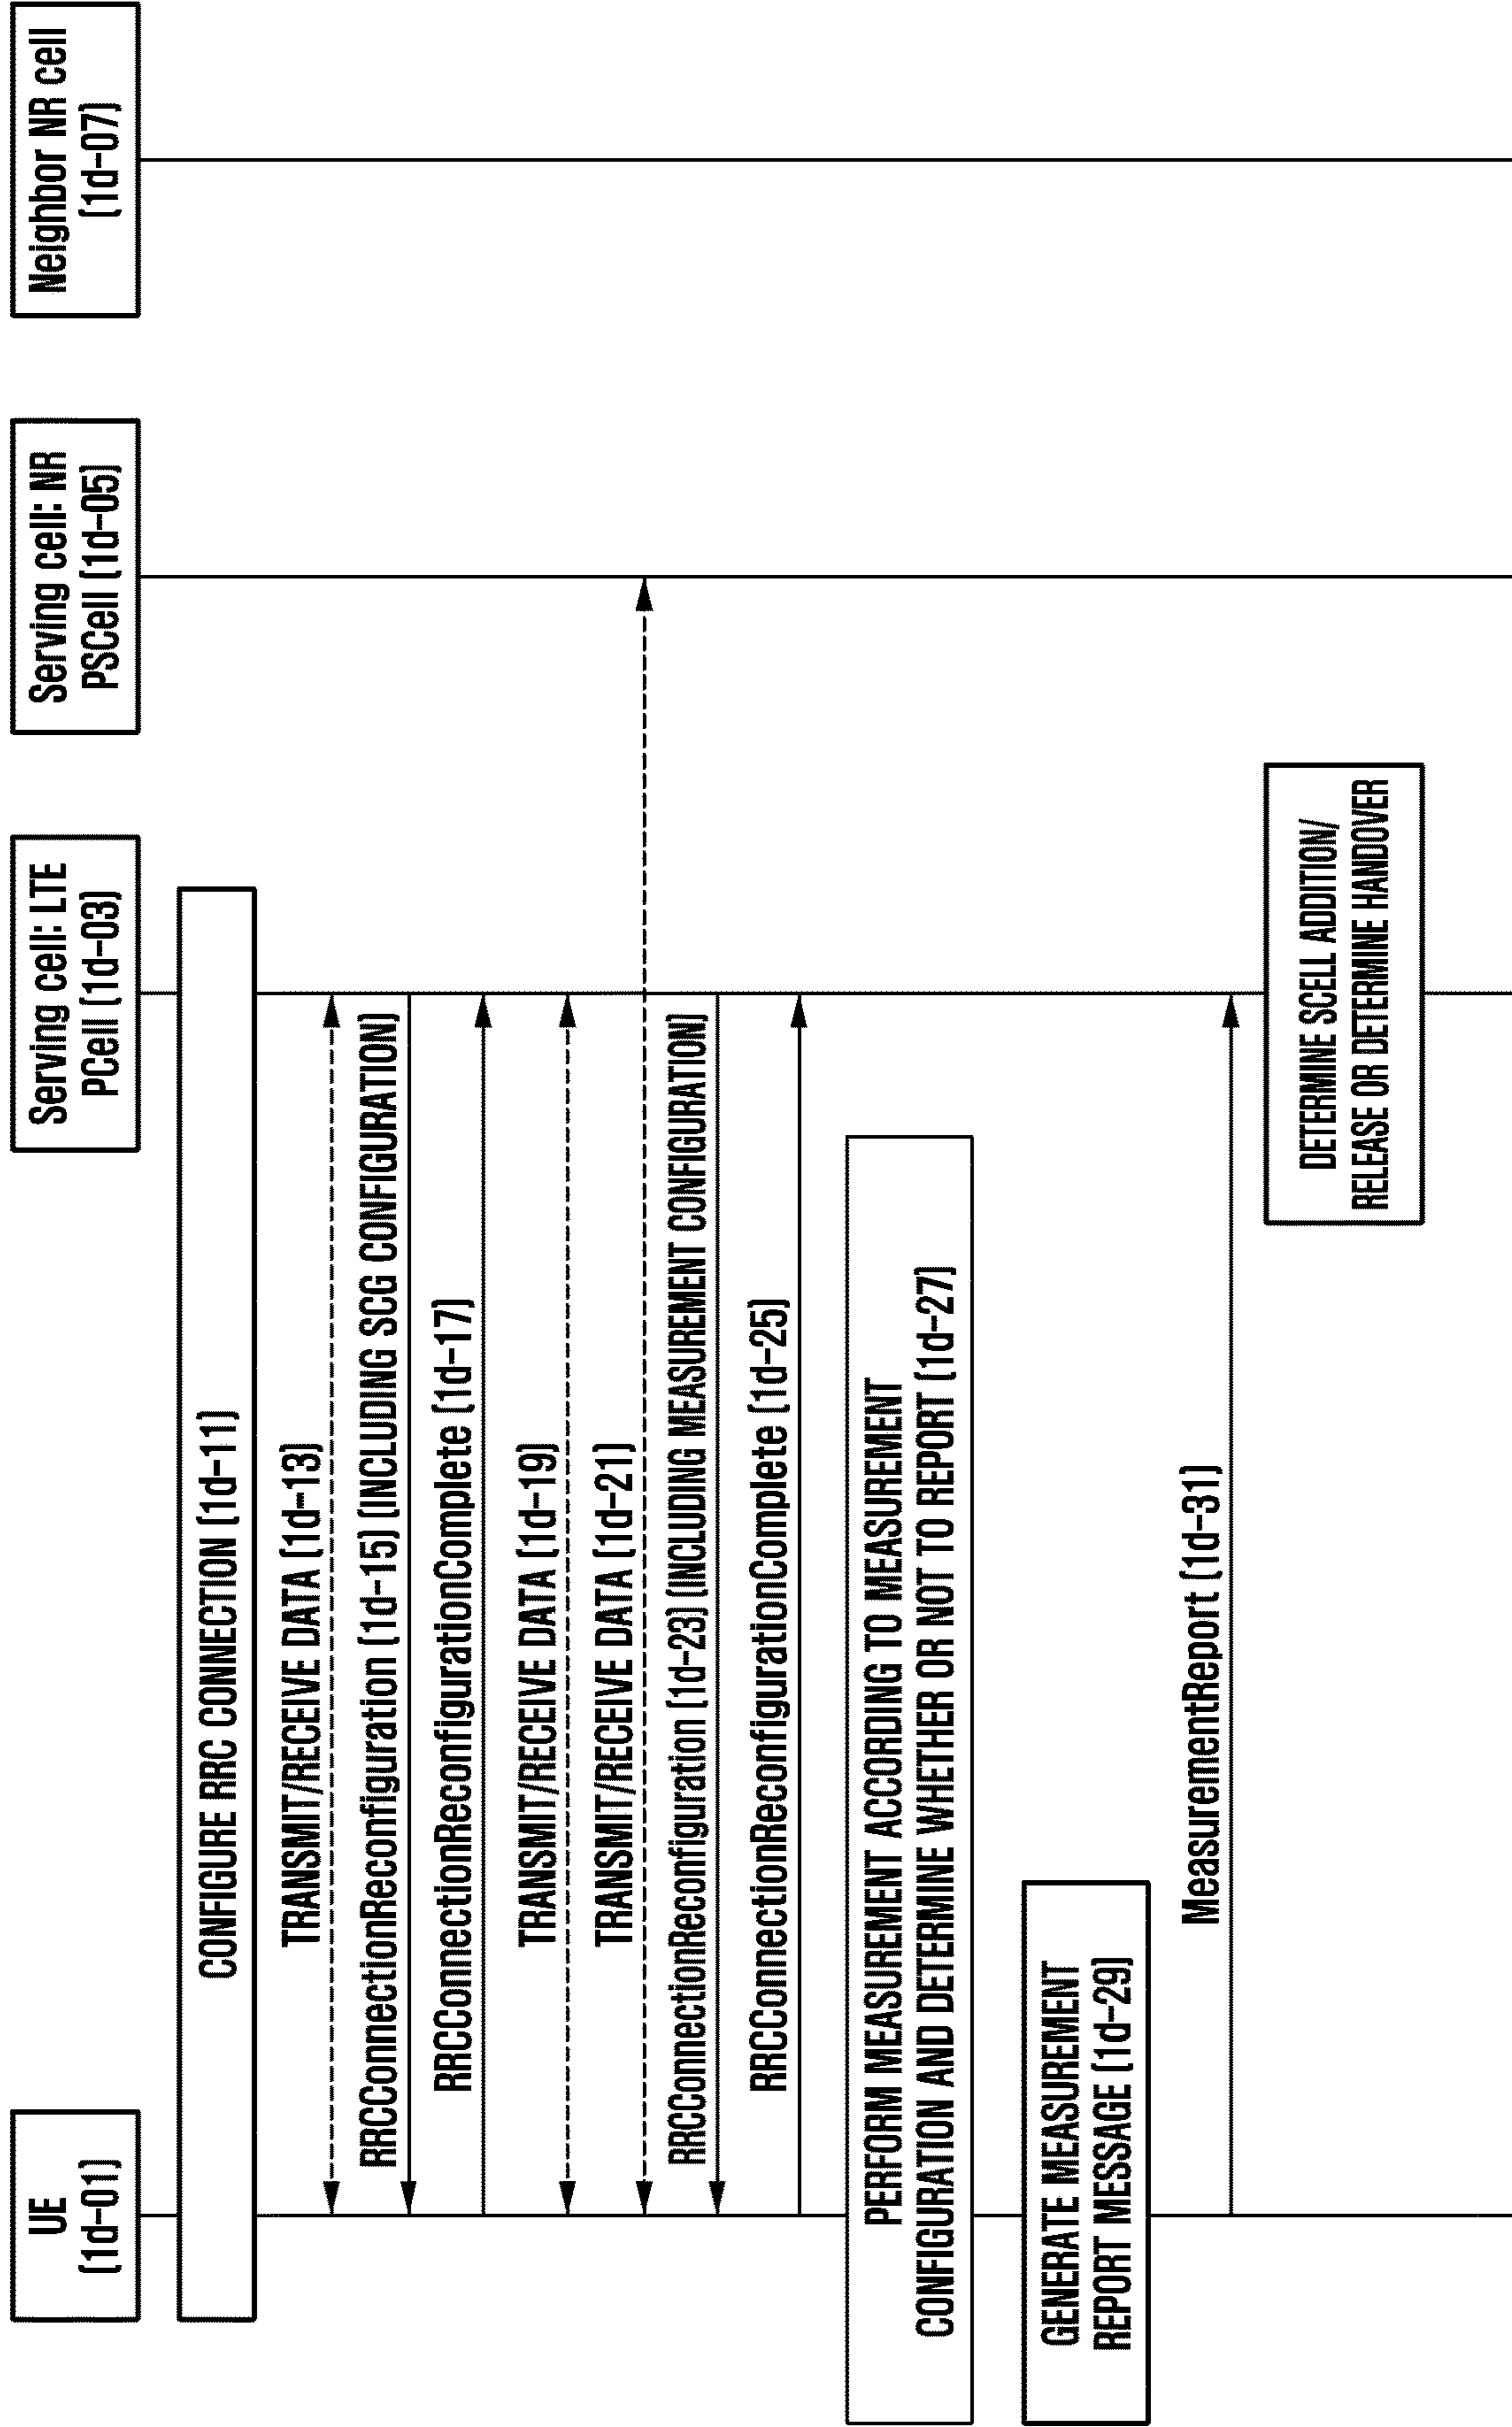 UE
(1d-01)
Serving cell: LTE
PCell (1d-03)
Serving cell: NR
PSCell (1d-05)
Neighbor NR cell
(1d-07)
CONFIGURE RRC CONNECTION (1d-11)
TRANSMIT/RECEIVE DATA (1d-13)
RRCConnectionReconfiguration (1d-15) (INCLUDING SCG CONFIGURATION)
RRCConnectionReconfigurationComplete (1d-17)
TRANSMIT/RECEIVE DATA (1d-19)
TRANSMIT/RECEIVE DATA (1d-21)
RRCConnectionReconfiguration (1d-23) (INCLUDING MEASUREMENT CONFIGURATION)
RRCConnectionReconfigurationComplete (1d-25)
PERFORM MEASUREMENT ACCORDING TO MEASUREMENT
CONFIGURATION AND DETERMINE WHETHER OR NOT TO REPORT (1d-27)
GENERATE MEASUREMENT
REPORT MESSAGE (1d-29)
MeasurementReport (1d-31)
DETERMINE SCELL ADDITION/
RELEASE OR DETERMINE HANDOVER